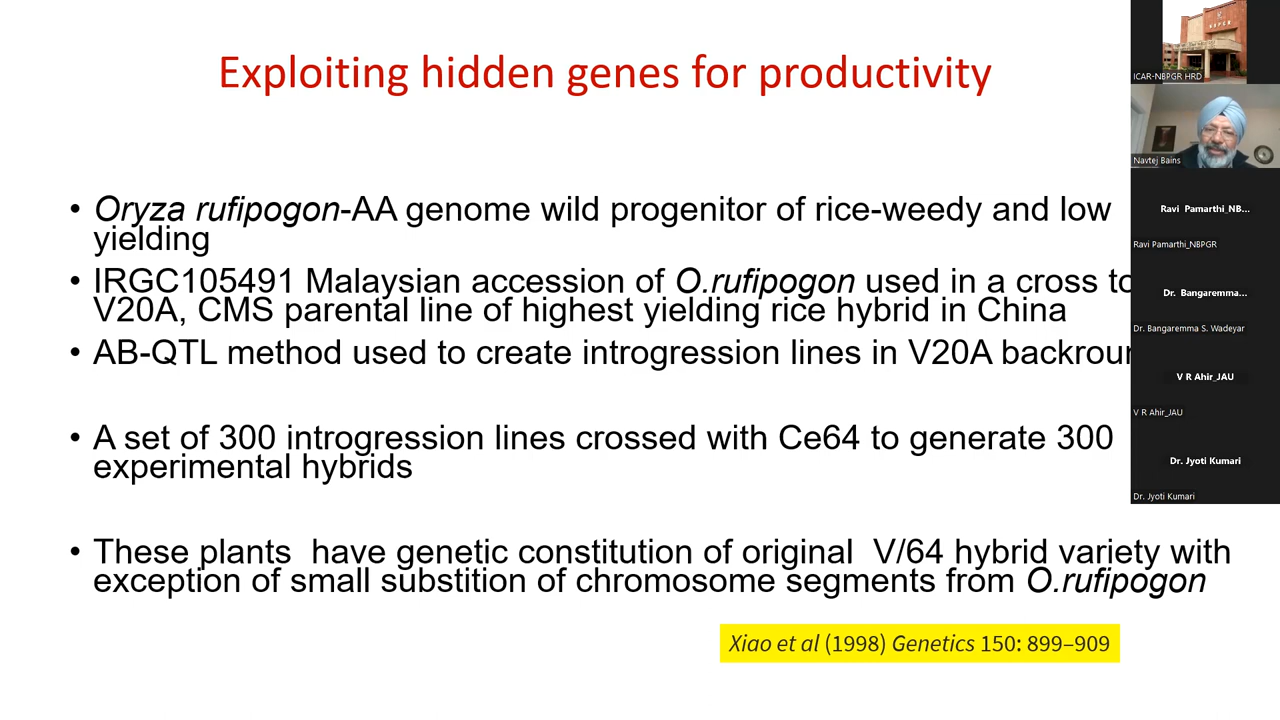 Exploiting hidden genes for productivity
• Oryza rufipogon-AA genome wild progenitor of rice-weedy and low
yielding
• IRGC105491 Malaysian accession of O.rufipogon used in a cross to
V20A, CMS parental line of highest yielding rice hybrid in China
• AB-QTL method used to create introgression lines in V20A
• A set of 300 introgression lines crossed with Ce64 to generate 300
experimental hybrids
• These plants have genetic constitution of original V/64 hybrid variety with
exception of small substition of chromosome segments from O.rufipogon
Xiao et al (1998) Genetics 150: 899–909
ICAR-NBPGR HRD
Navtej Bains
Ravi Pamarthi_NB...
Ravi Pamarthi_NBPGR
Dr. Bangaremma...
Dr. Bangaremma S. Wadeyar
V R Ahir_JAU
V R Ahir_JAU
Dr. Jyoti Kumari
Dr. Jyoti Kumari